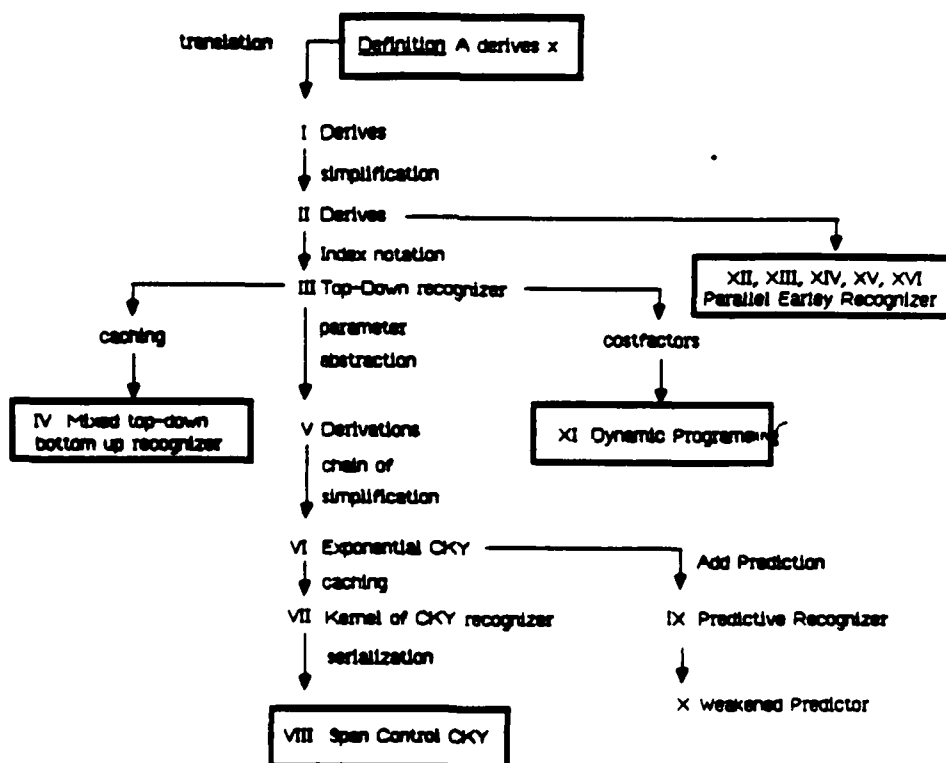 translation
Definition A derives x
I Derives
simplification
II Derives
Index notation
XII, XIII, XIV, XV, XVI
Parallel Earley Recognizer
III Top-Down recognizer
caching
parameter
abstraction
costfactors
IV Mixed top-down
bottom up recognizer
V Derivations
XI Dynamic Programming
chain of
simplification
VI Exponential CKY
Add Prediction
caching
VII Kernel of CKY recognizer
IX Predictive Recognizer
serialization
X Weakened Predictor
VIII Span Control CKY